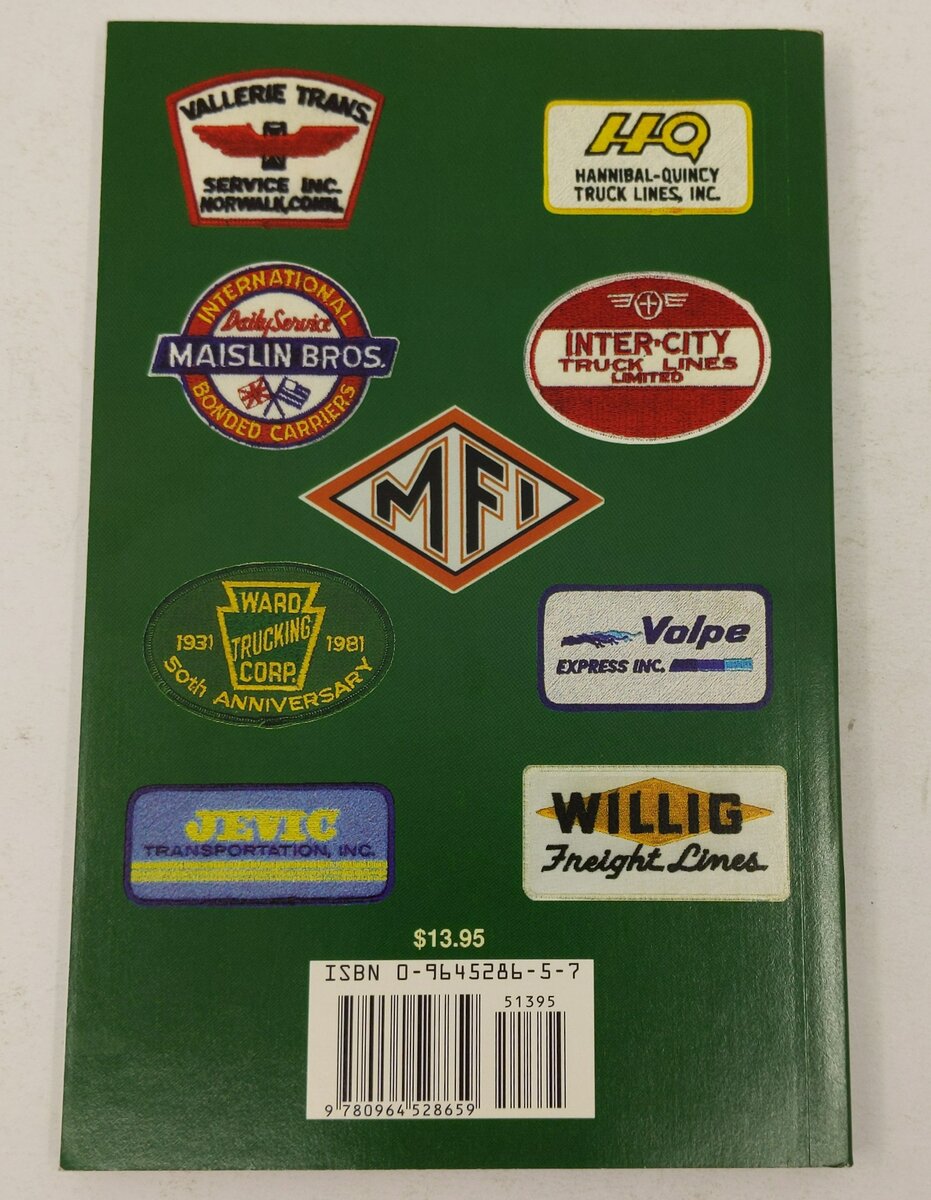 VALLERIE TRANS.
SERVICE INC.
NORWALK, CONN.
HQ
HANNIBAL-QUINCY
TRUCK LINES, INC.
INTERNATIONAL
Daily Service
MAISLIN BROS.
BONDED CARRIERS
INTER-CITY
TRUCK LINES
LIMITED
MFI
WARD
TRUCKING
CORP.
1931 1981
50th ANNIVERSARY
Volpe
EXPRESS INC.
JEVIC
TRANSPORTATION, INC.
WILLIG
Freight Lines
$13.95
ISBN 0-9645286-5-7
51395
9 780964 528659